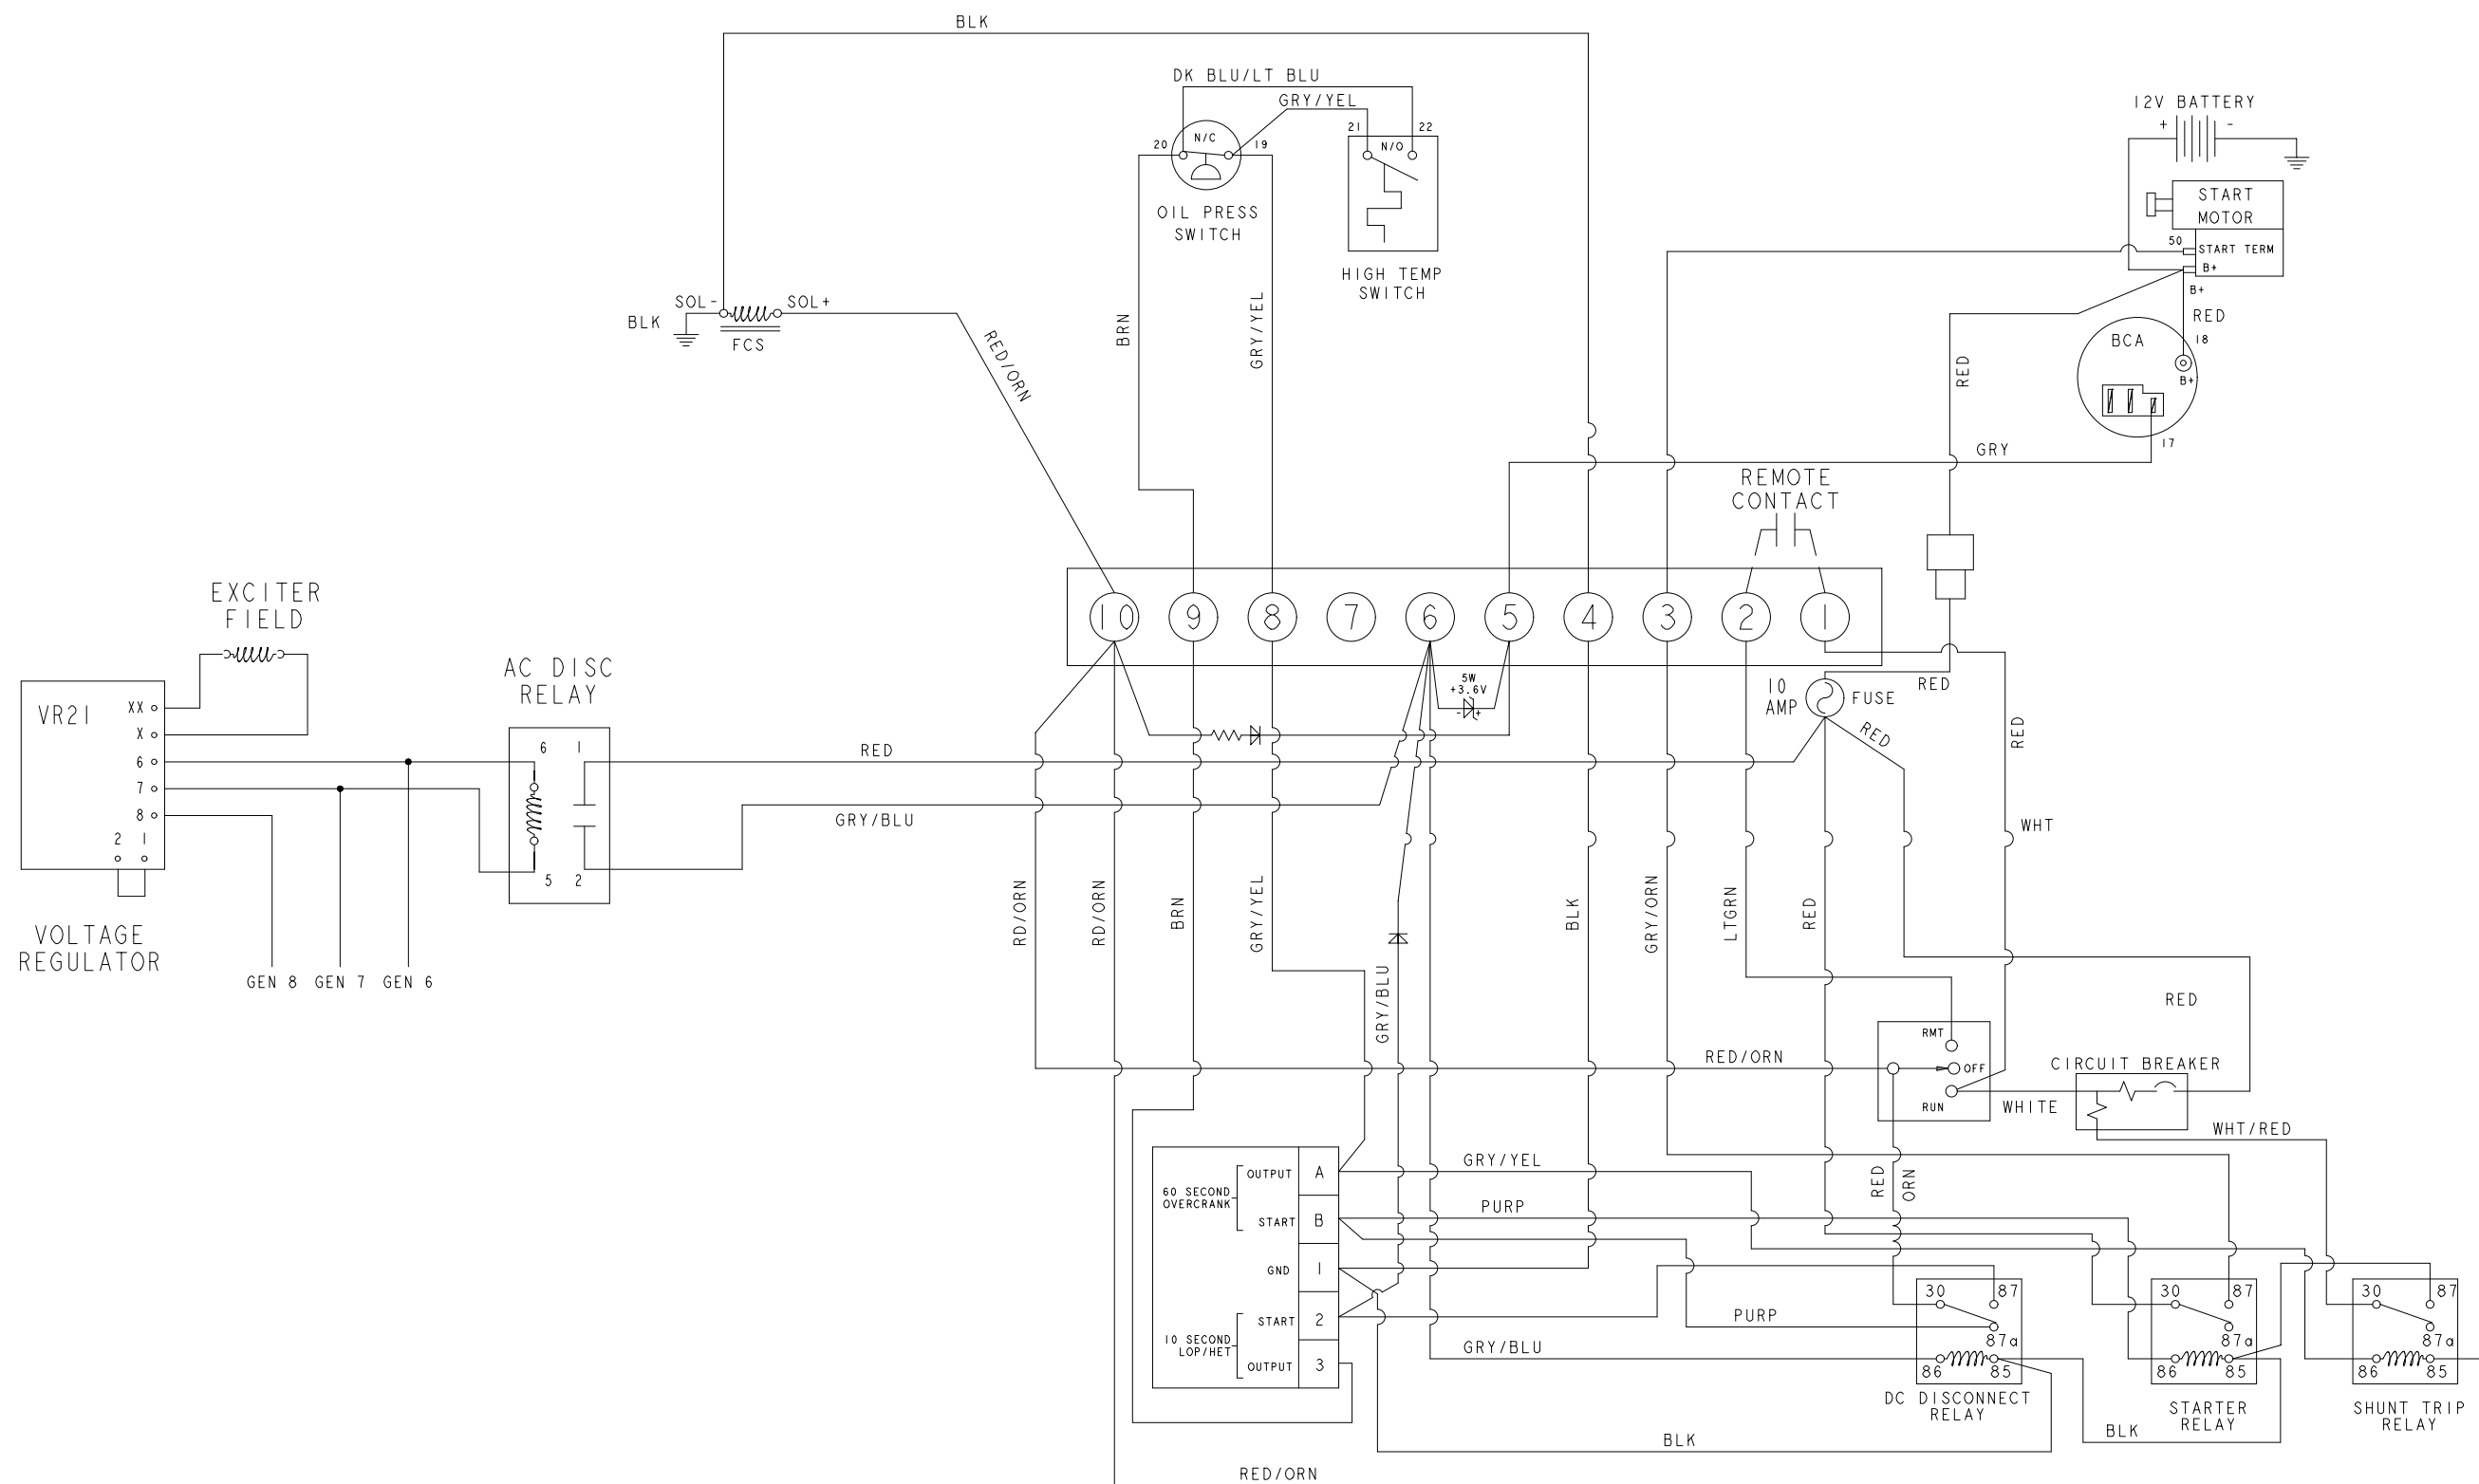 BLK
DK BLU/LT BLU
GRY/YEL
12V BATTERY
+ -
21 22
N/C
N/O
20 19
START
MOTOR
OIL PRESS
SWITCH
50
START TERM
B+
HIGH TEMP
SWITCH
B+
SOL- SOL+
BLK
FCS
RED
18
BCA
B+
BRN
GRY/YEL
RED/ORN
RED
17
GRY
REMOTE
CONTACT
EXCITER
FIELD
10 9 8 7 6 5 4 3 2 1
AC DISC
RELAY
5W
+3.6V
- +
10
AMP
FUSE
RED
RED
RED
VR21
XX
X
6
7
8
2 1
6 1
5 2
RED
GRY/BLU
WHT
VOLTAGE
REGULATOR
GEN 8 GEN 7 GEN 6
RD/ORN
RD/ORN
BRN
GRY/YEL
GRY/BLU
BLK
GRY/ORN
LTGRN
RED
RED
RMT
OFF
RUN
RED/ORN
CIRCUIT BREAKER
WHITE
WHT/RED
60 SECOND
OVERCRANK
OUTPUT A
START B
GND 1
START 2
10 SECOND
LOP/HET
OUTPUT 3
GRY/YEL
PURP
RED
ORN
PURP
GRY/BLU
30 87
87a
86 85
DC DISCONNECT
RELAY
30 87
87a
86 85
STARTER
RELAY
30 87
87a
86 85
SHUNT TRIP
RELAY
BLK
BLK
RED/ORN